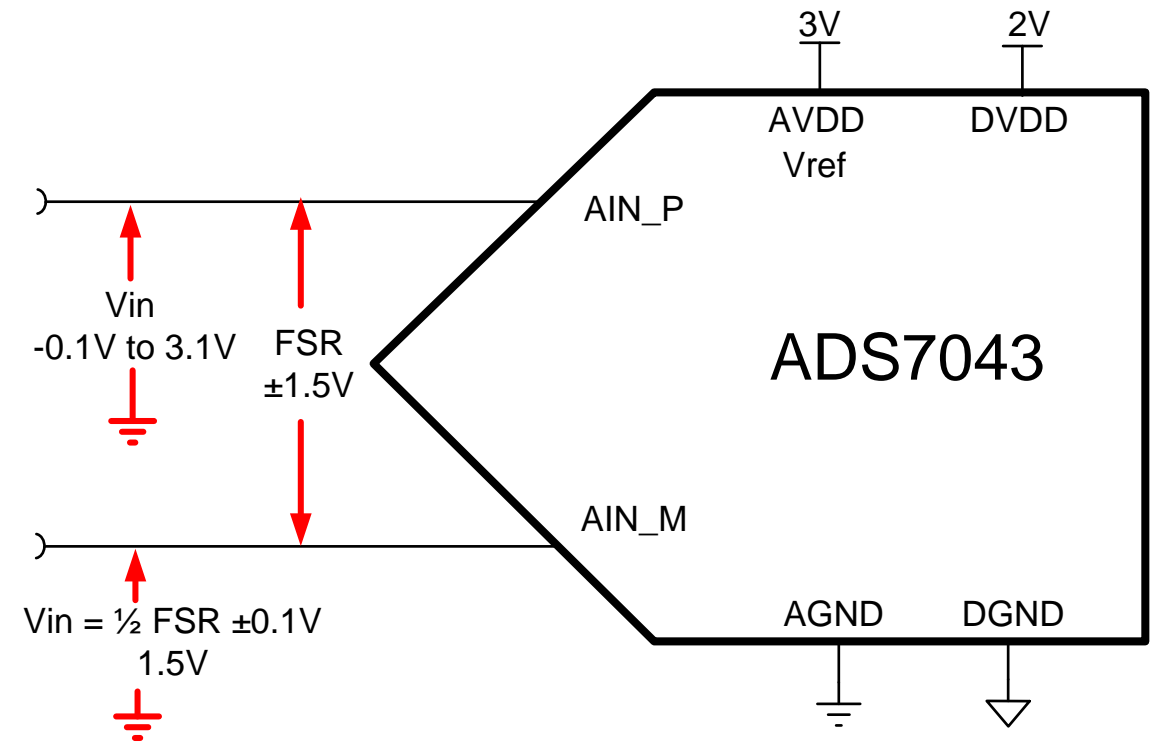 3V
2V
AVDD
DVDD
Vref
AIN_P
Vin
-0.1V to 3.1V
FSR
±1.5V
ADS7043
AIN_M
Vin = ½ FSR ±0.1V
1.5V
AGND
DGND